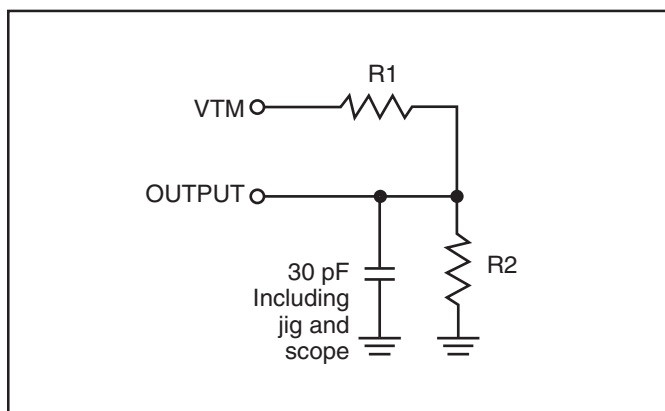 R1
VTM
OUTPUT
R2
30 pF
Including
jig and
scope